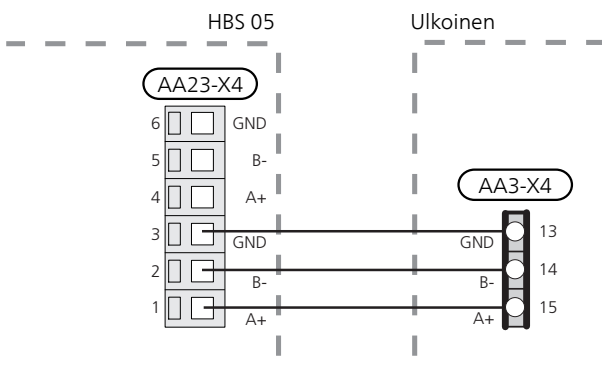 HBS 05
Ulkoinen
AA23-X4
6 GND
5 B-
4 A+
AA3-X4
3 GND GND 13
2 B- B- 14
1 A+ A+ 15